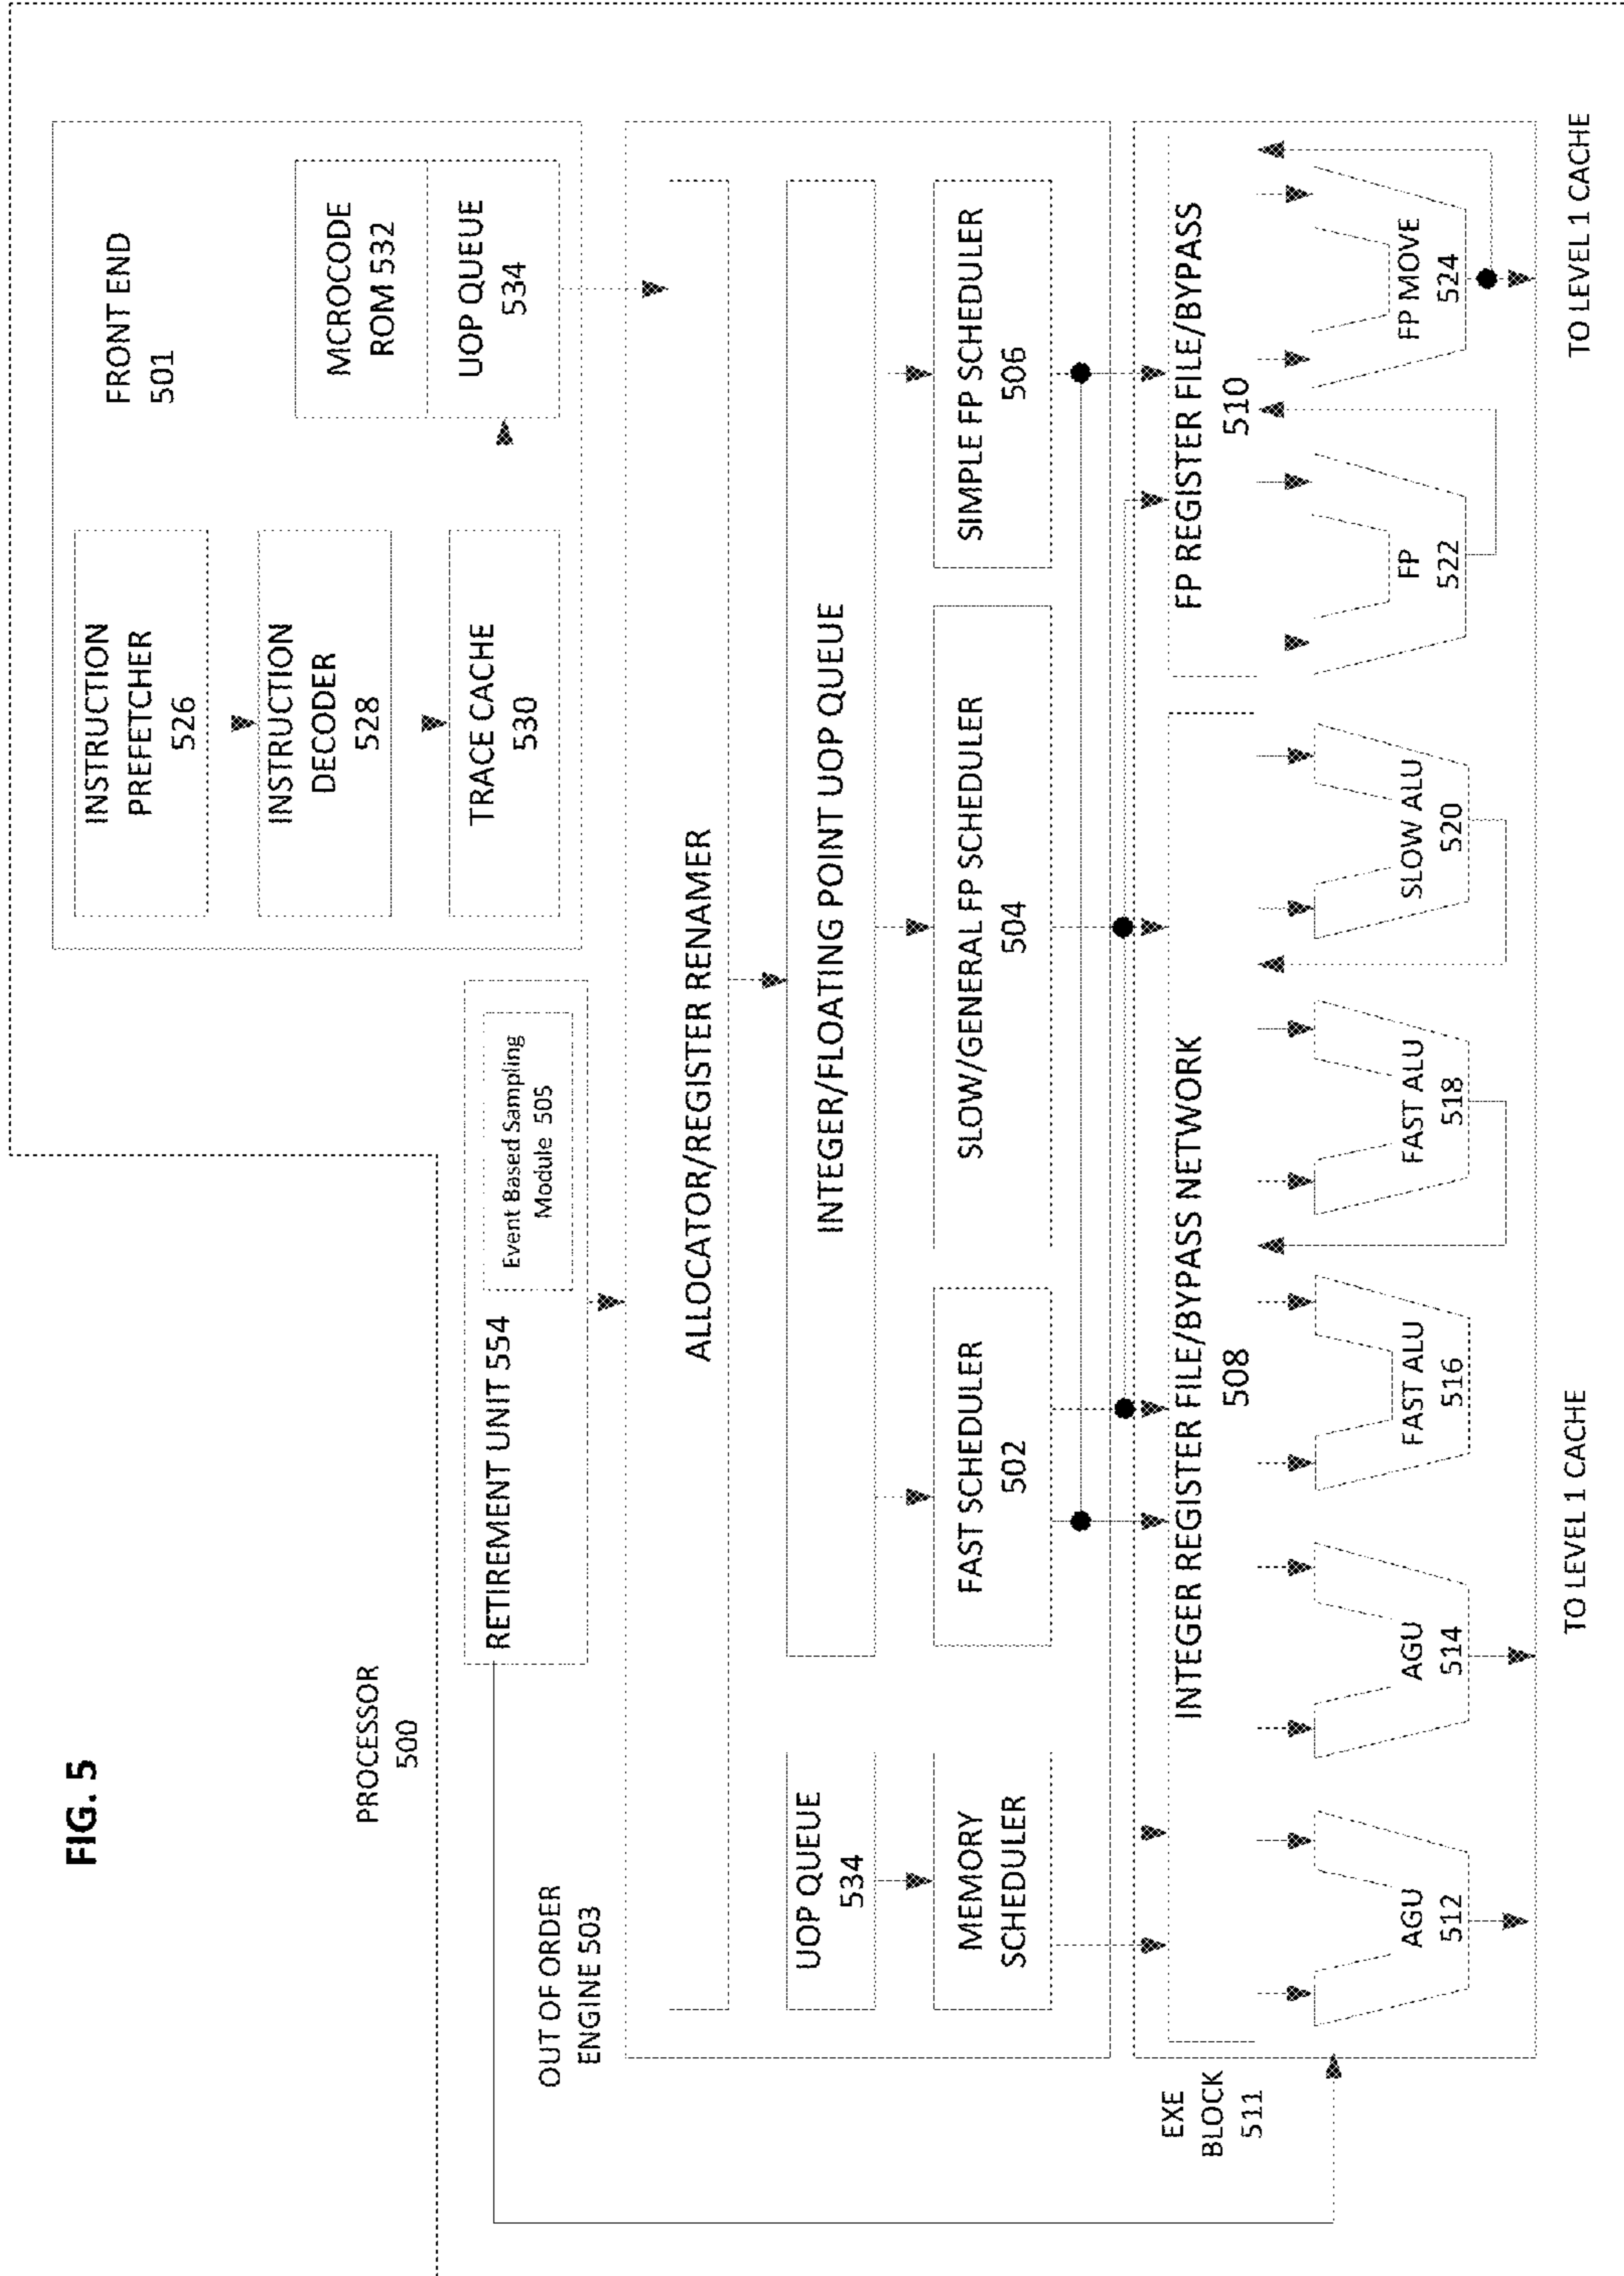 FIG. 5
PROCESSOR
500
FRONT END
501
INSTRUCTION
PREFETCHER
526
INSTRUCTION
DECODER
528
TRACE CACHE
530
MCROCODE
ROM 532
UOP QUEUE
534
RETIREMENT UNIT 554
Event Based Sampling
Module 505
OUT OF ORDER
ENGINE 503
ALLOCATOR/REGISTER RENAMER
UOP QUEUE
534
INTEGER/FLOATING POINT UOP QUEUE
MEMORY
SCHEDULER
FAST SCHEDULER
502
SLOW/GENERAL FP SCHEDULER
504
SIMPLE FP SCHEDULER
506
EXE
BLOCK
511
INTEGER REGISTER FILE/BYPASS NETWORK
508
FP REGISTER FILE/BYPASS
510
AGU
512
AGU
514
FAST ALU
516
FAST ALU
518
SLOW ALU
520
FP
522
FP MOVE
524
TO LEVEL 1 CACHE
TO LEVEL 1 CACHE